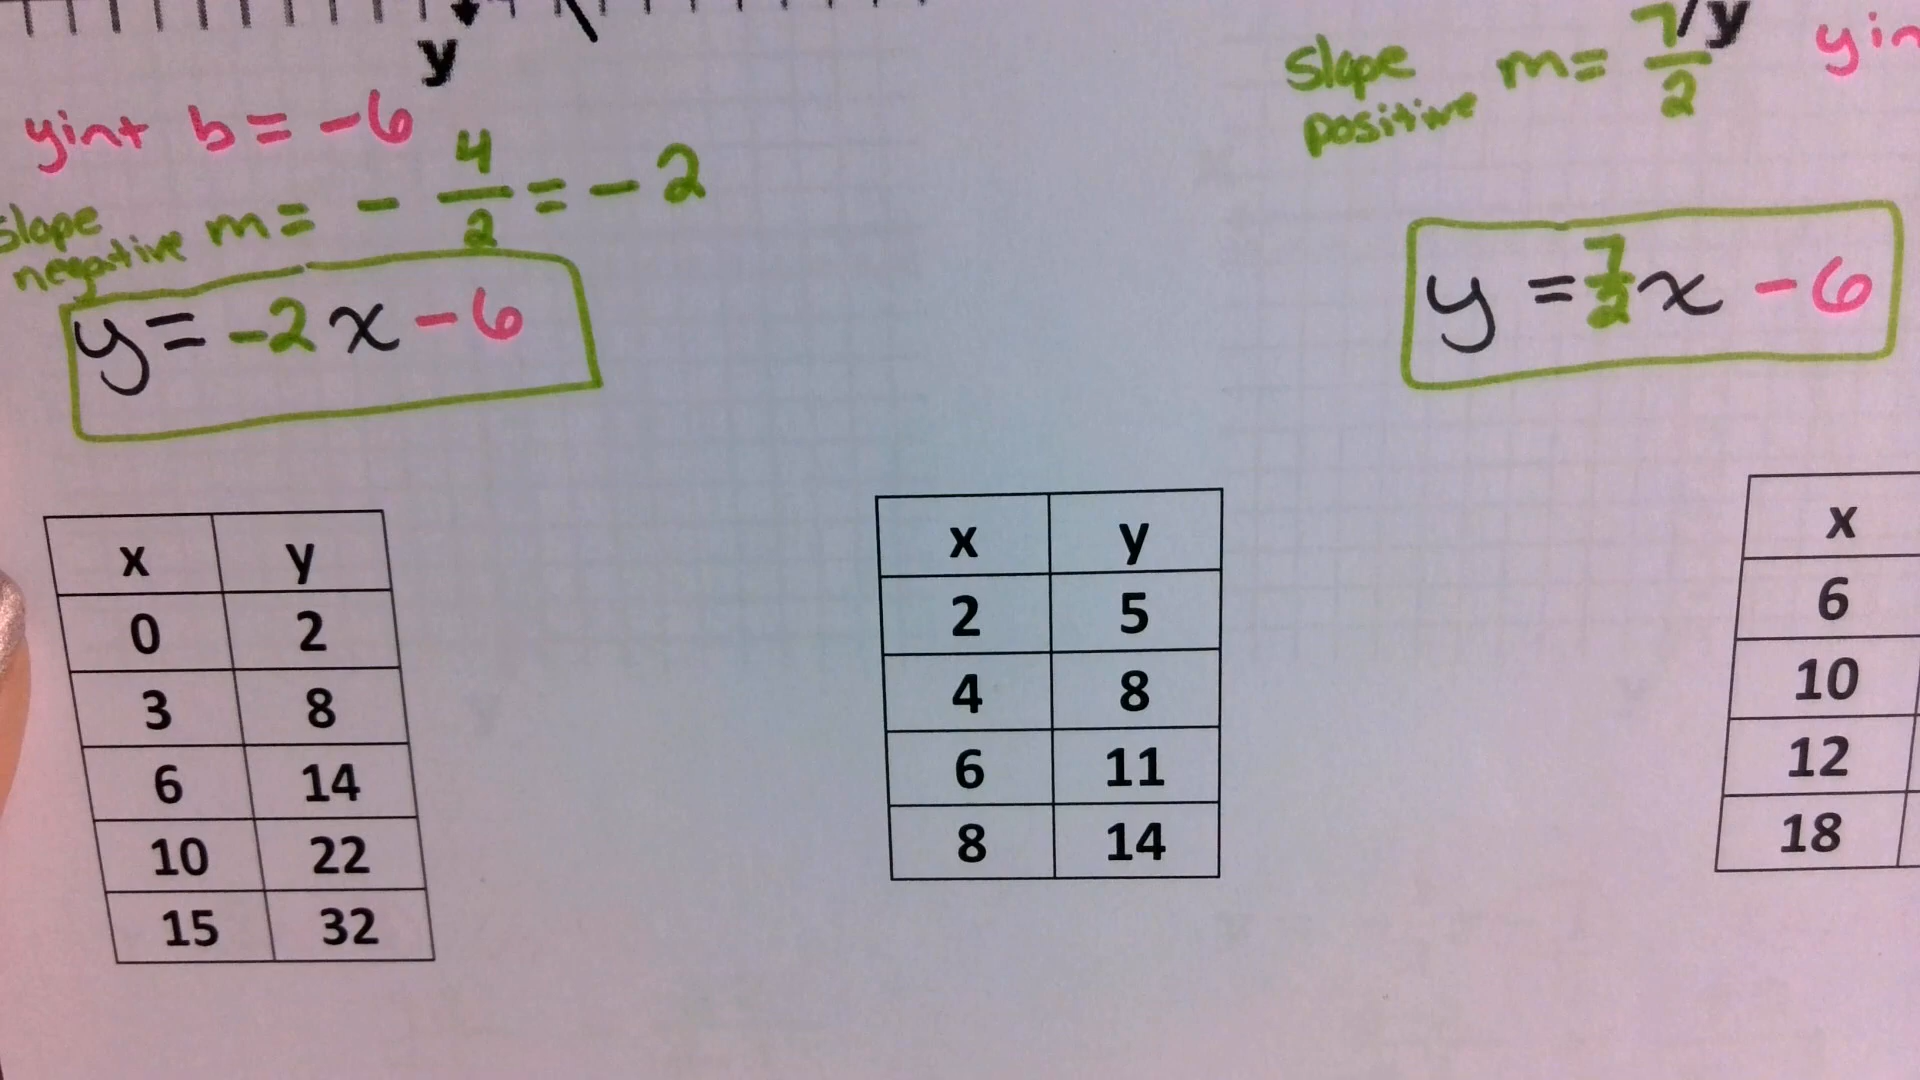 y
yint b = -6
slope negative m = - 4/2 = - 2
y = -2x - 6
y
slope positive m = 7/2
y = 7/2 x - 6
x y
0 2
3 8
6 14
10 22
15 32
x y
2 5
4 8
6 11
8 14
x
6
10
12
18